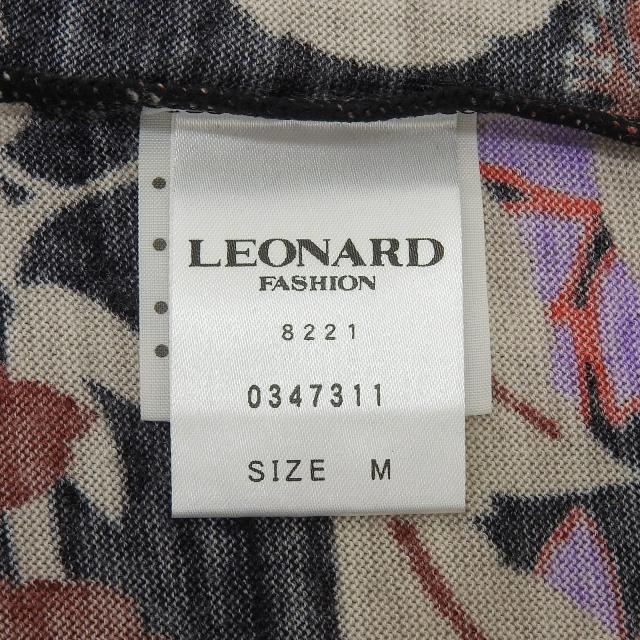 LEONARD
FASHION
8221
0347311
SIZE M